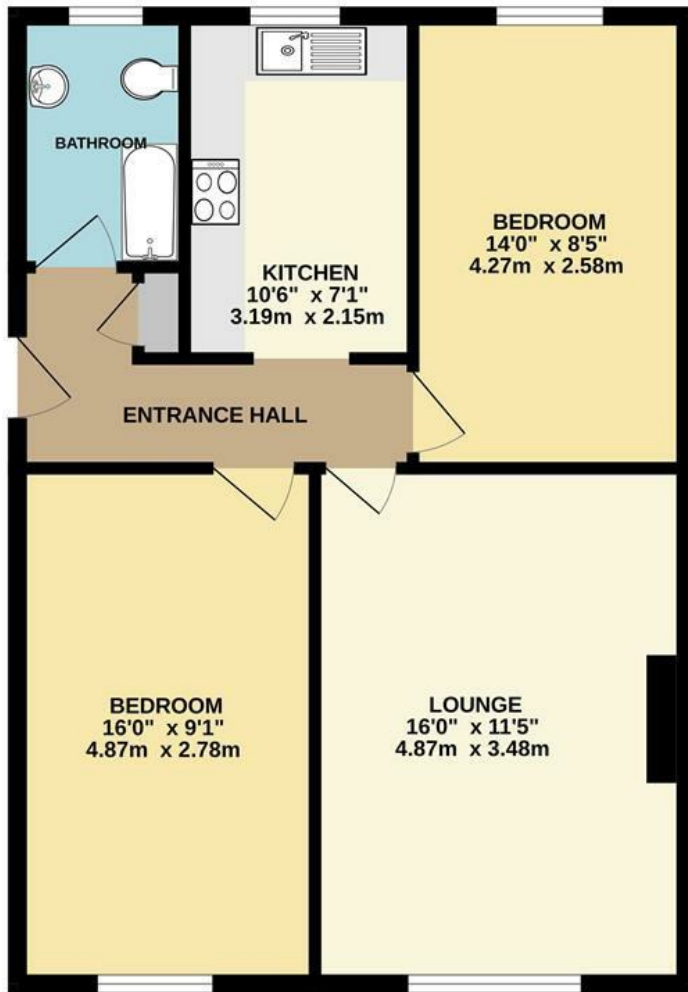 BATHROOM
KITCHEN
10'6" x 7'1"
3.19m x 2.15m
BEDROOM
14'0" x 8'5"
4.27m x 2.58m
ENTRANCE HALL
BEDROOM
16'0" x 9'1"
4.87m x 2.78m
LOUNGE
16'0" x 11'5"
4.87m x 3.48m